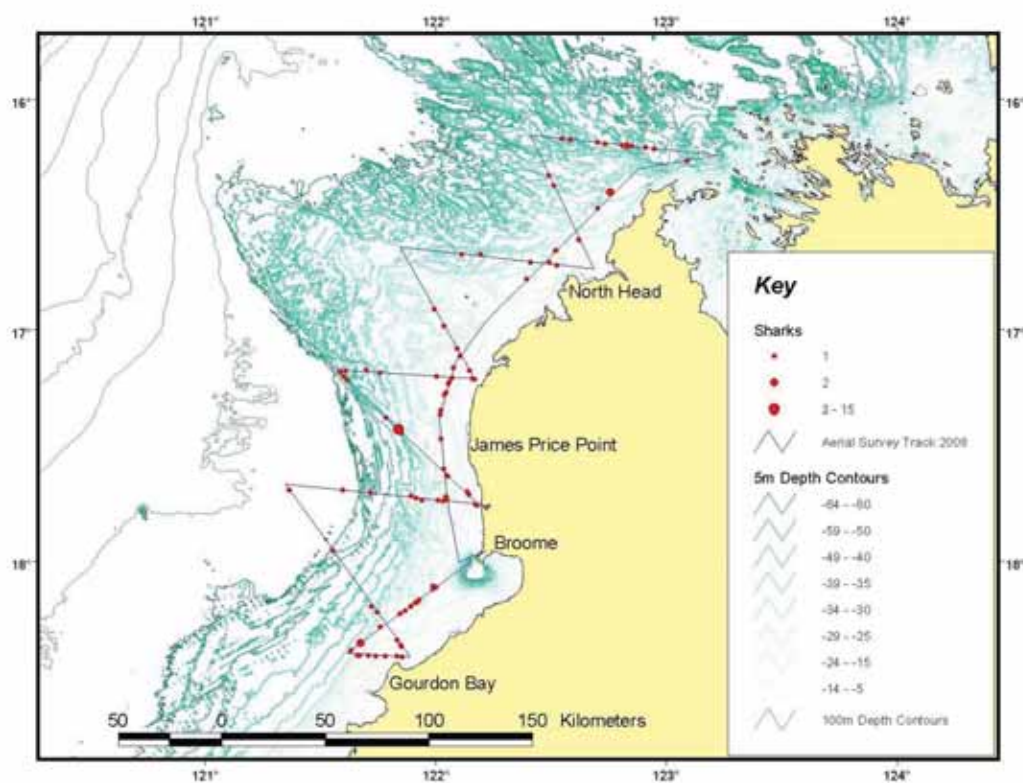 121° 122° 123° 124°
16° 16°
North Head
17° 17°
James Price Point
Broome
18° 18°
Gourdon Bay
50 0 50 100 150 Kilometers
121° 122° 123° 124°
Key
Sharks
1
2
3 - 15
Aerial Survey Track 2008
5m Depth Contours
-64 - -60
-59 - -50
-49 - -40
-39 - -35
-34 - -30
-29 - -25
-24 - -15
-14 - -5
100m Depth Contours